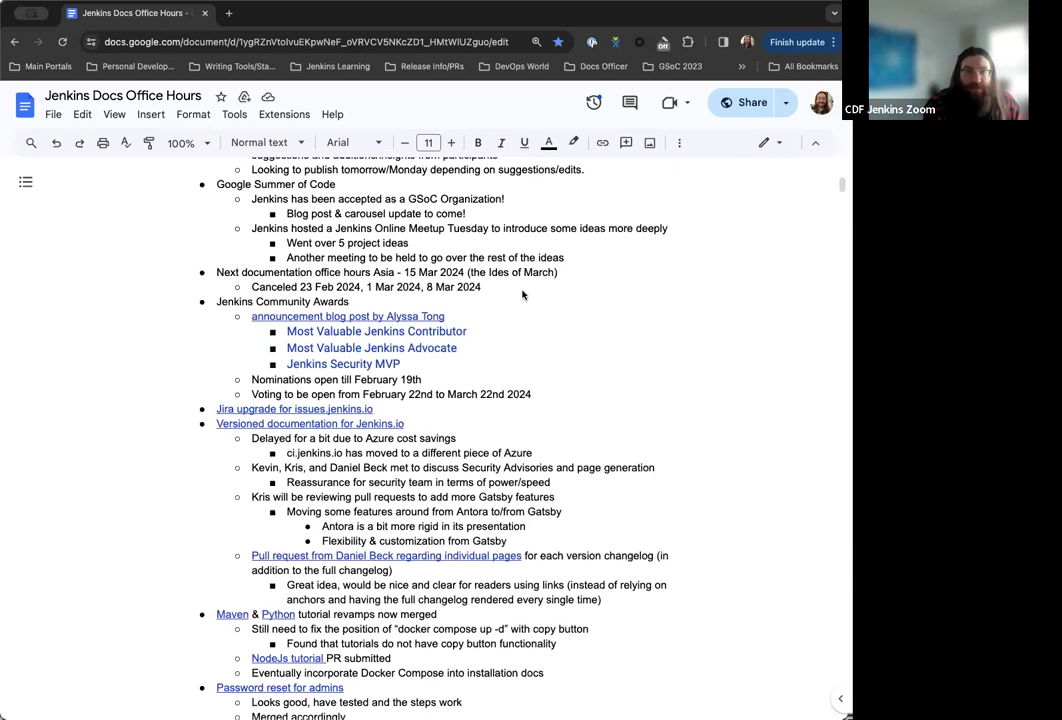 Jenkins Docs Office Hours -
docs.google.com/document/d/1ygRZnVtoIvuEKpwNeF_oVRVCV5NKcZD1_HMtWlUZguo/edit
Off
Finish update
Main Portals
Personal Develop...
Writing Tools/Sta...
Jenkins Learning
Release Info/PRs
DevOps World
Docs Officer
GSoC 2023
All Bookmarks
Jenkins Docs Office Hours
File Edit View Insert Format Tools Extensions Help
Share
CDF Jenkins Zoom
100% Normal text Arial 11 B I U A
suggestions and additions/insights from participants
Looking to publish tomorrow/Monday depending on suggestions/edits.
Google Summer of Code
Jenkins has been accepted as a GSoC Organization!
Blog post & carousel update to come!
Jenkins hosted a Jenkins Online Meetup Tuesday to introduce some ideas more deeply
Went over 5 project ideas
Another meeting to be held to go over the rest of the ideas
Next documentation office hours Asia - 15 Mar 2024 (the Ides of March)
Canceled 23 Feb 2024, 1 Mar 2024, 8 Mar 2024
Jenkins Community Awards
announcement blog post by Alyssa Tong
Most Valuable Jenkins Contributor
Most Valuable Jenkins Advocate
Jenkins Security MVP
Nominations open till February 19th
Voting to be open from February 22nd to March 22nd 2024
Jira upgrade for issues.jenkins.io
Versioned documentation for Jenkins.io
Delayed for a bit due to Azure cost savings
ci.jenkins.io has moved to a different piece of Azure
Kevin, Kris, and Daniel Beck met to discuss Security Advisories and page generation
Reassurance for security team in terms of power/speed
Kris will be reviewing pull requests to add more Gatsby features
Moving some features around from Antora to/from Gatsby
Antora is a bit more rigid in its presentation
Flexibility & customization from Gatsby
Pull request from Daniel Beck regarding individual pages for each version changelog (in
addition to the full changelog)
Great idea, would be nice and clear for readers using links (instead of relying on
anchors and having the full changelog rendered every single time)
Maven & Python tutorial revamps now merged
Still need to fix the position of “docker compose up -d” with copy button
Found that tutorials do not have copy button functionality
NodeJs tutorial PR submitted
Eventually incorporate Docker Compose into installation docs
Password reset for admins
Looks good, have tested and the steps work
Merged accordingly